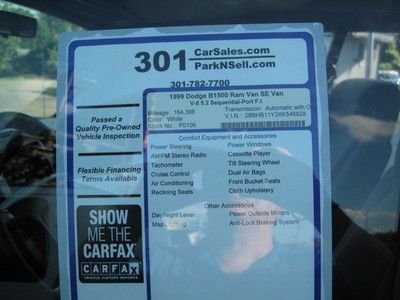 301 CarSales.com
ParkNSell.com
301-782-7700
1999 Dodge B1500 Ram Van SE Van
V-8 5.2 Sequential-Port F.I.
Mileage: 164,398 Transmission: Automatic with O
Color: White V.I.N.: 2B6HB11Y3XK548828
Stock No.: P0106
Passed a
Quality Pre-Owned
Vehicle Inspection
Flexible Financing
Terms Available
SHOW
ME THE
CARFAX
CARFAX
VEHICLE HISTORY REPORTS
Comfort Equipment and Accessories
Power Steering Power Windows
AM/FM Stereo Radio Cassette Player
Tachometer Tilt Steering Wheel
Cruise Control Dual Air Bags
Air Conditioning Front Bucket Seats
Reclining Seats Cloth Upholstery
Other Accessories
Day/Night Lever Power Outside Mirrors
Map Lighting Anti-Lock Braking System